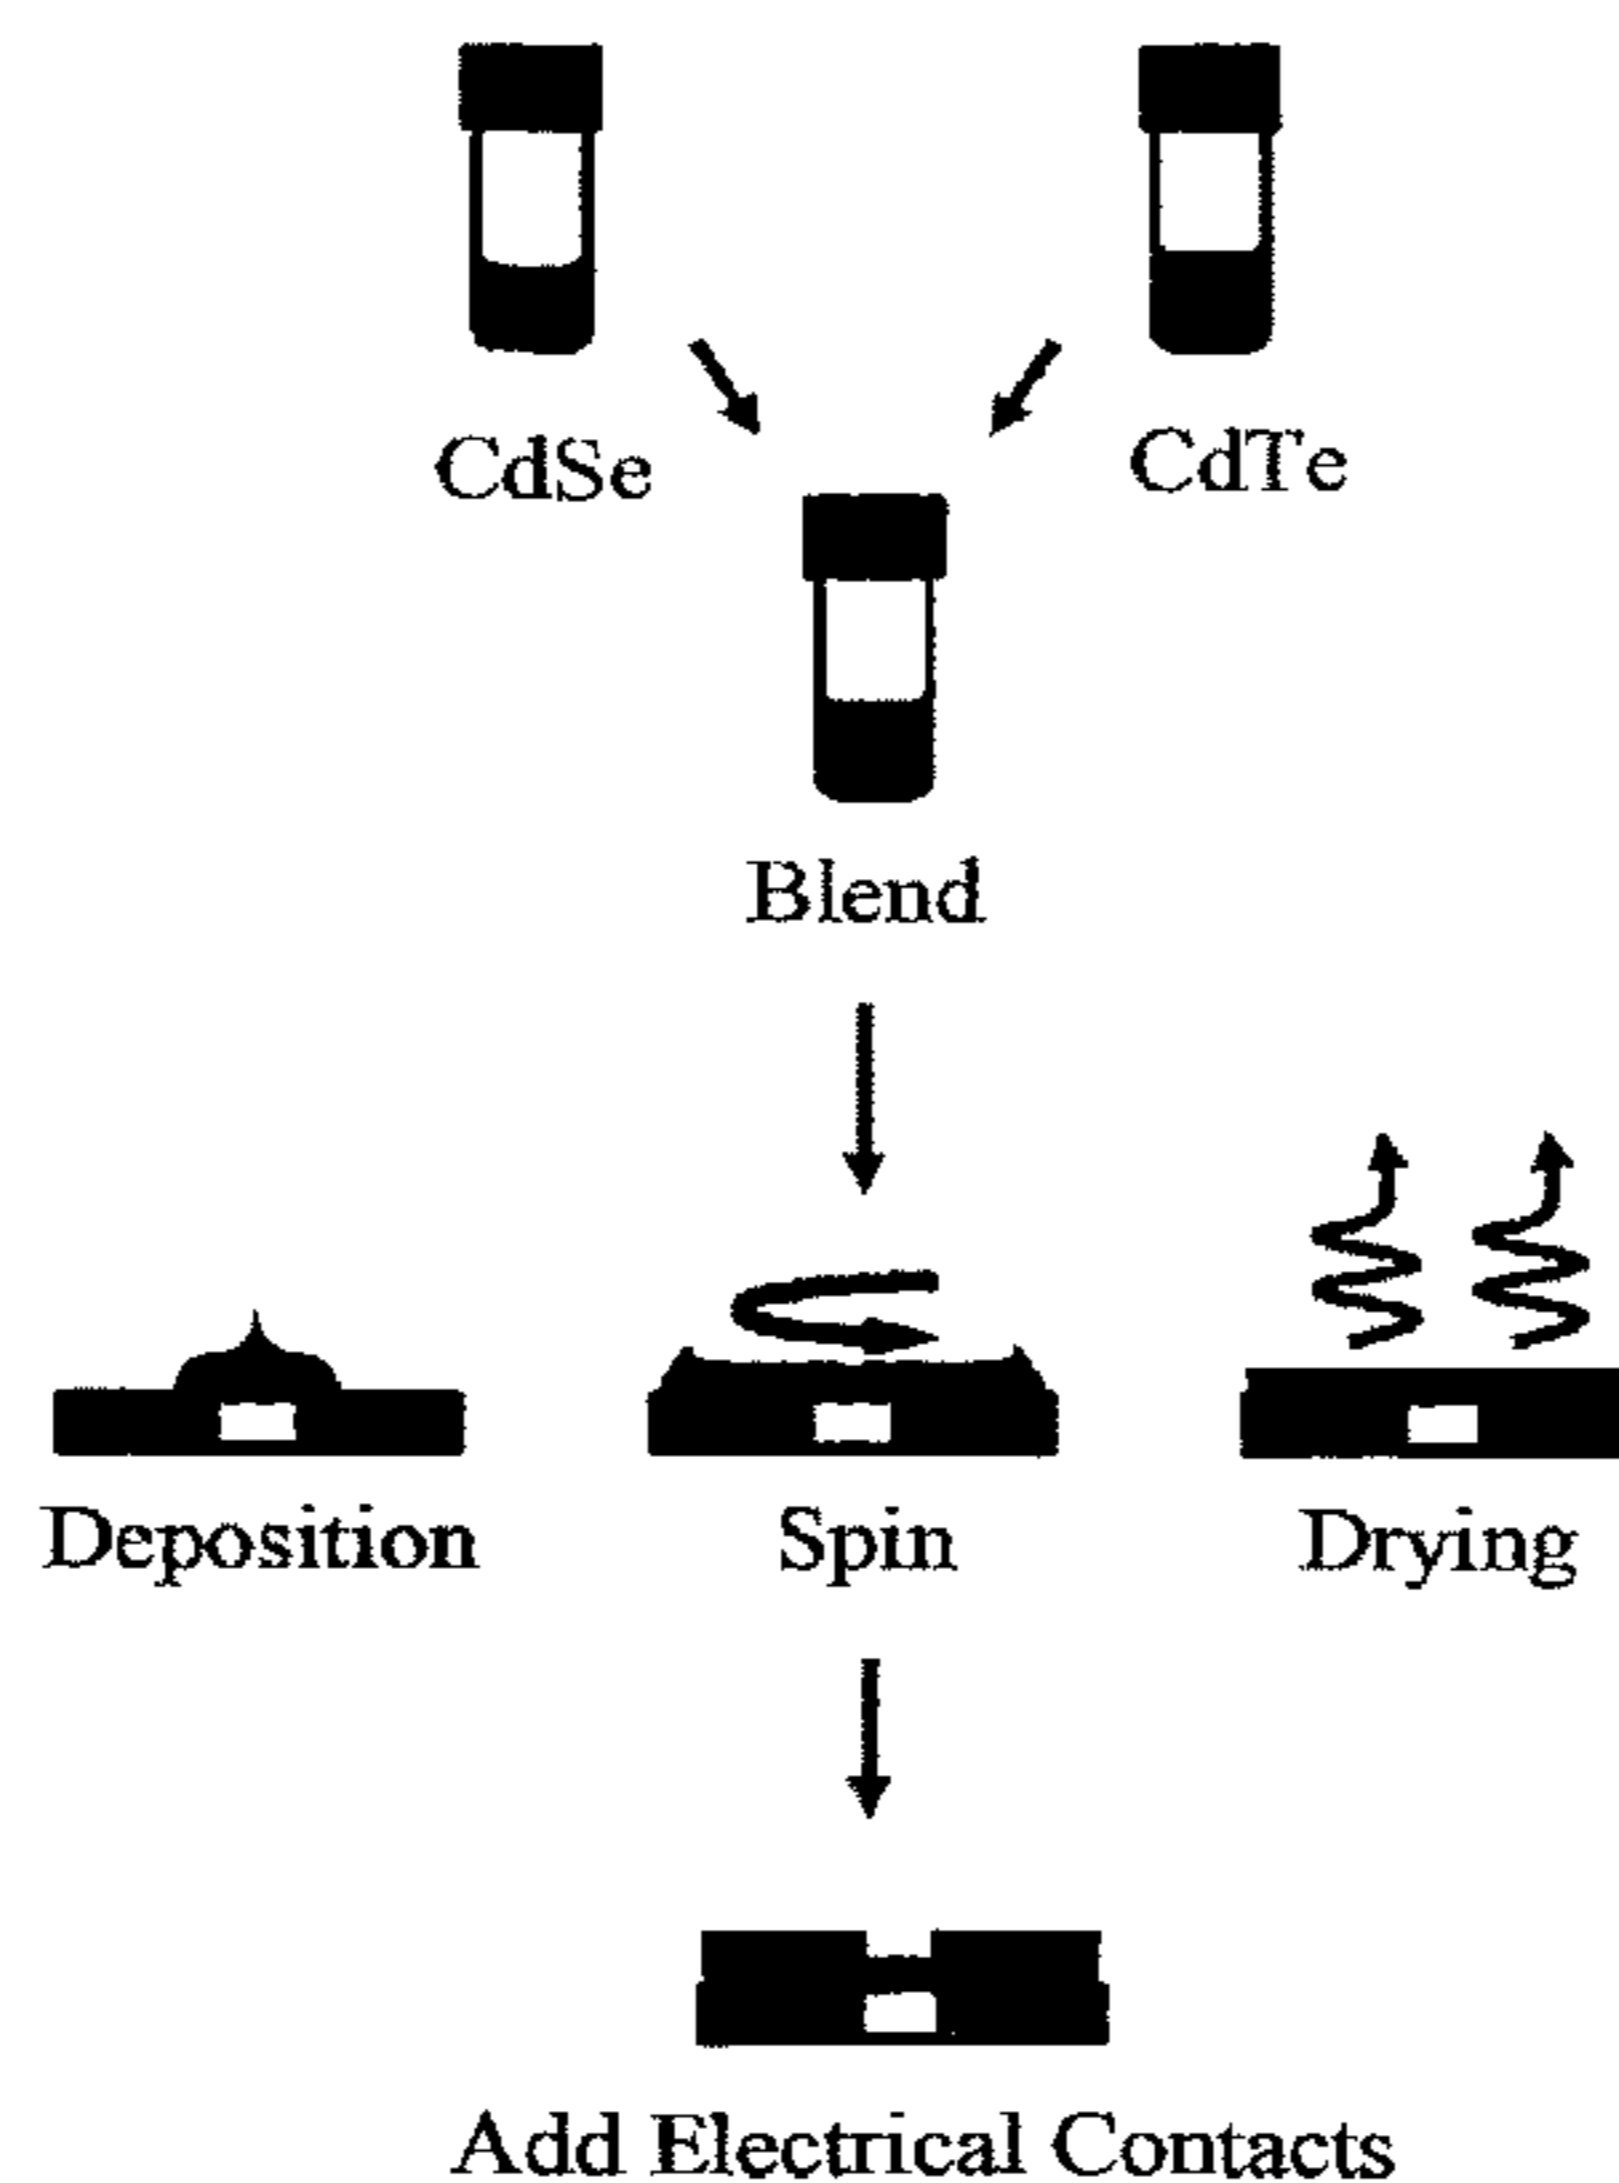 CdSe
CdTe
Blend
Deposition
Spin
Drying
Add Electrical Contacts